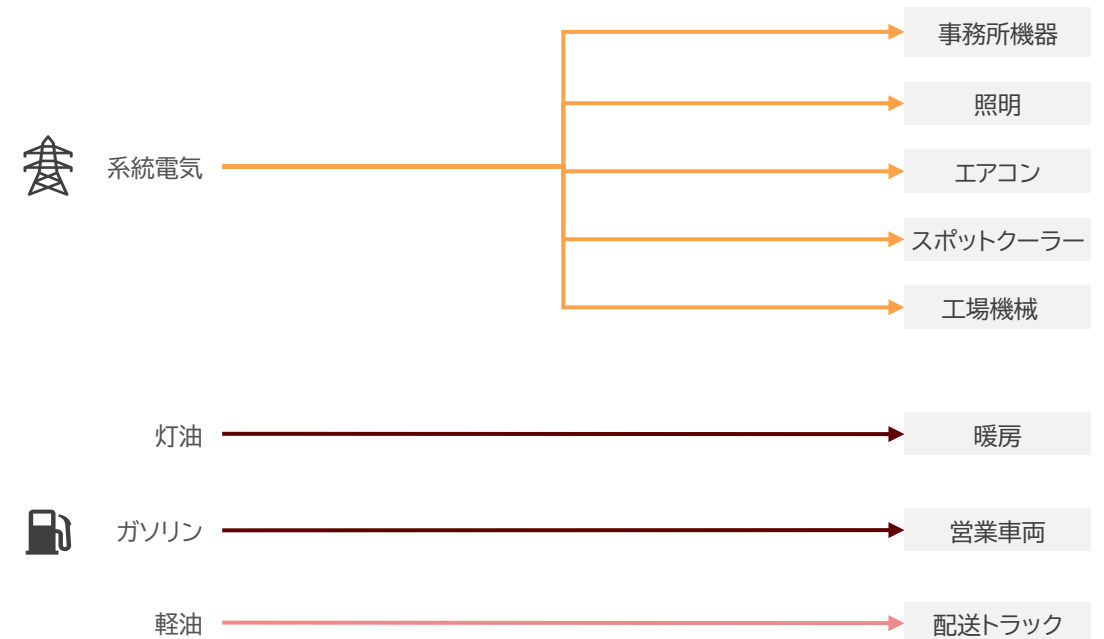 事務所機器
照明
系統電気
エアコン
スポットクーラー
工場機械
灯油
暖房
ガソリン
営業車両
軽油
配送トラック